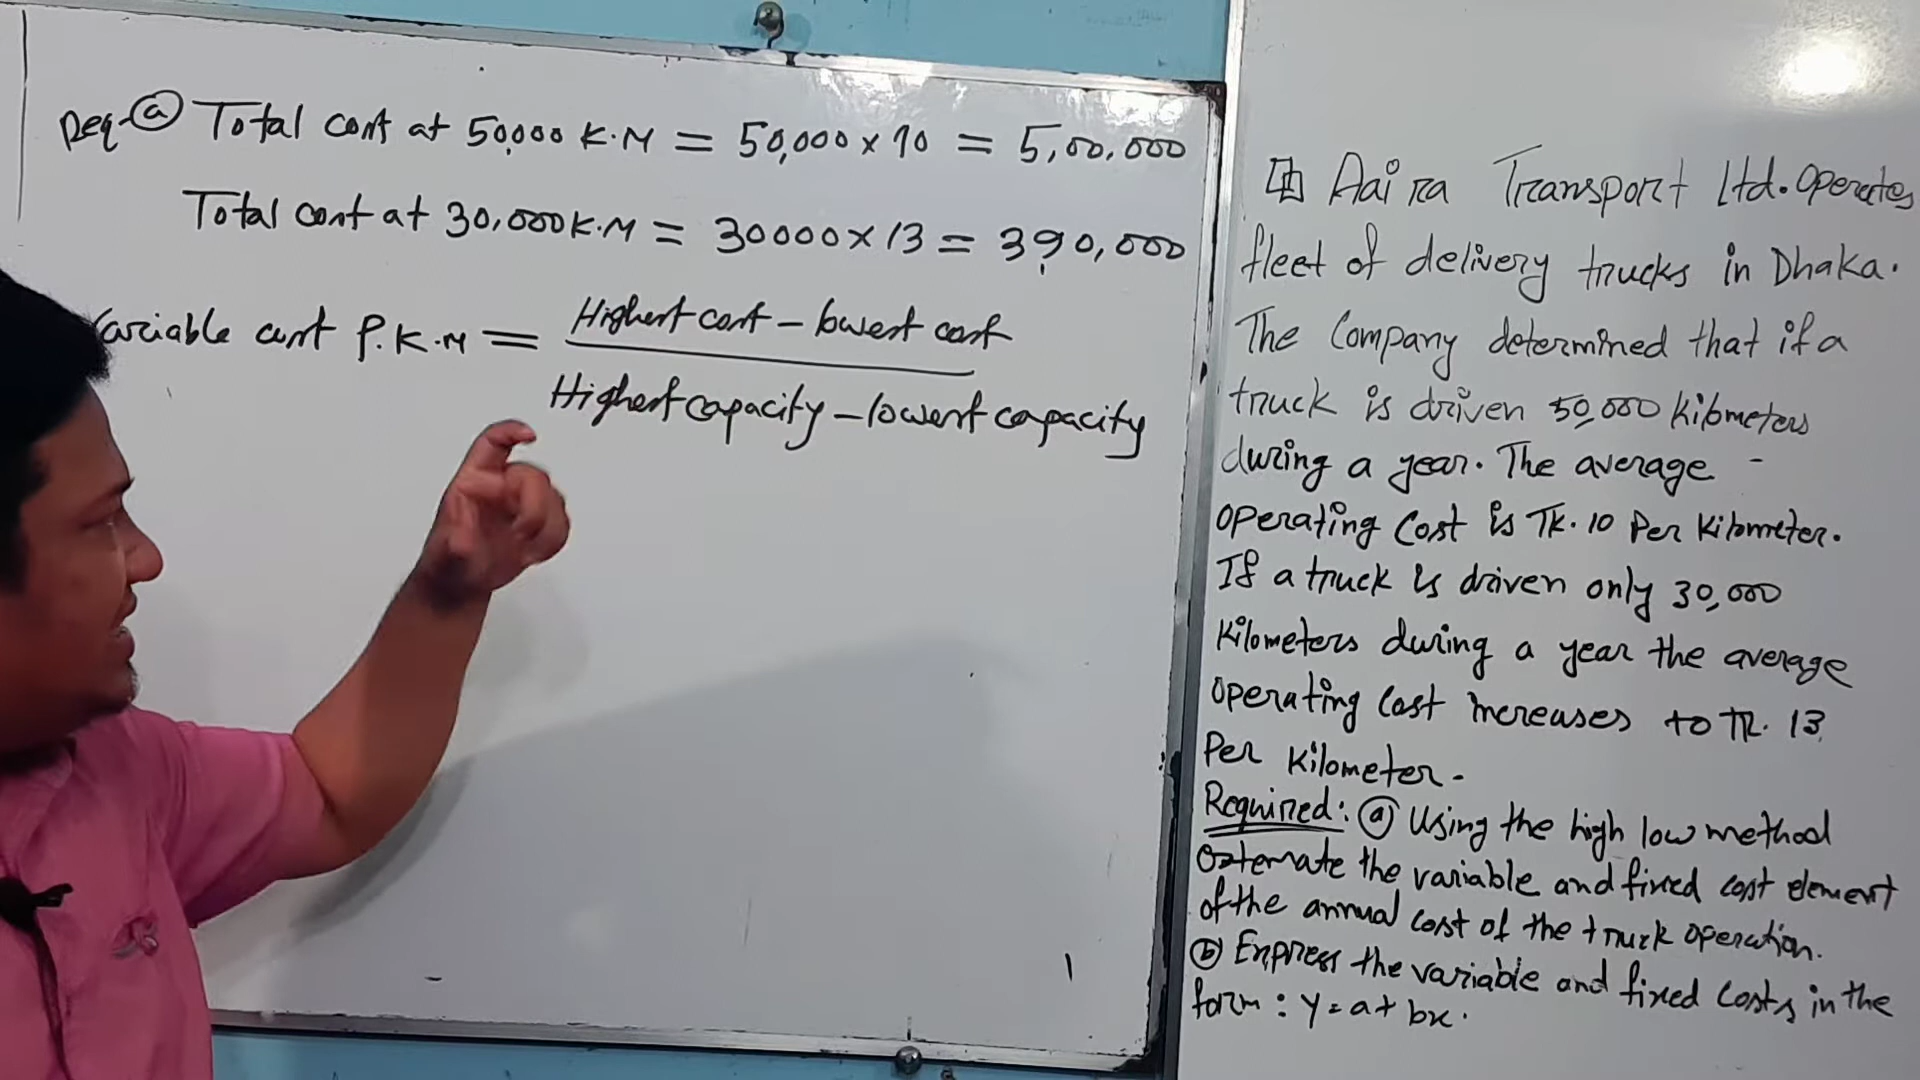 Req-ⓐ Total cost at 50,000 K.M = 50,000 x 10 = 5,00,000
Total cost at 30,000 K.M = 30000 x 13 = 390,000
Variable cost P.K.M = Highest cost - lowest cost
Highest capacity - lowest capacity
Aaira Transport Ltd. Operates
fleet of delivery trucks in Dhaka.
The Company determined that if a
truck is driven 50,000 kilometers
during a year. The average -
operating Cost is Tk. 10 Per Kilometer.
If a truck is driven only 30,000
Kilometers during a year the average
operating Cost increases to TK. 13
Per Kilometer.
Required: ⓐ Using the high low method
the variable and fixed cost element
of the annual cost of the truck operation.
ⓑ Express the variable and fixed Costs in the
form: Y = a + bx.